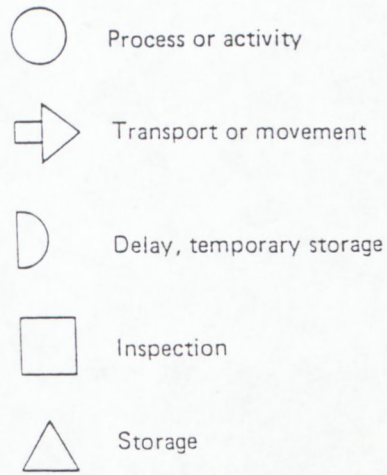 Process or activity
Transport or movement
Delay, temporary storage
Inspection
Storage